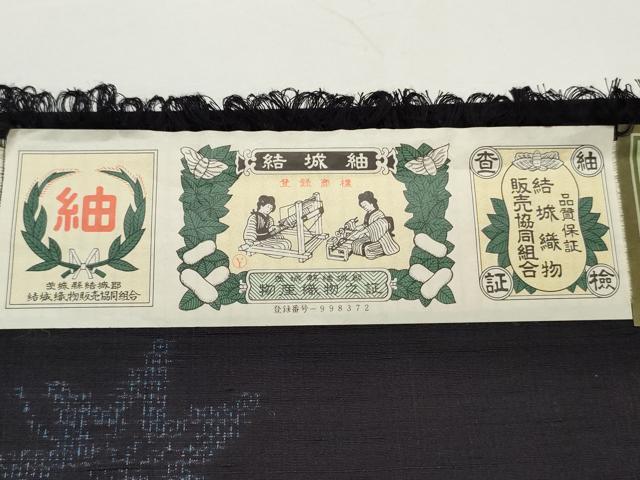 紬
茨城縣結城郡
結城織物販売協同組合
結城紬
登録商標
茨城縣結城郡
物産織物之証
登録番号-998372
紬
検
査
証
品質保証
結城織物
販売協同組合